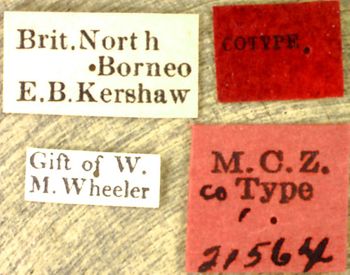 Brit. North
Borneo
E. B. Kershaw
COTYPE.
Gift of W.
M. Wheeler
M. C. Z.
co Type
21564